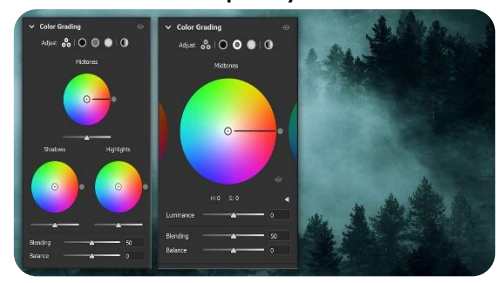 Color Grading
Adjust
Midtones
Shadows Highlights
Blending 50
Balance 0
Color Grading
Adjust
Midtones
H: 0 S: 0
Luminance 0
Blending 50
Balance 0